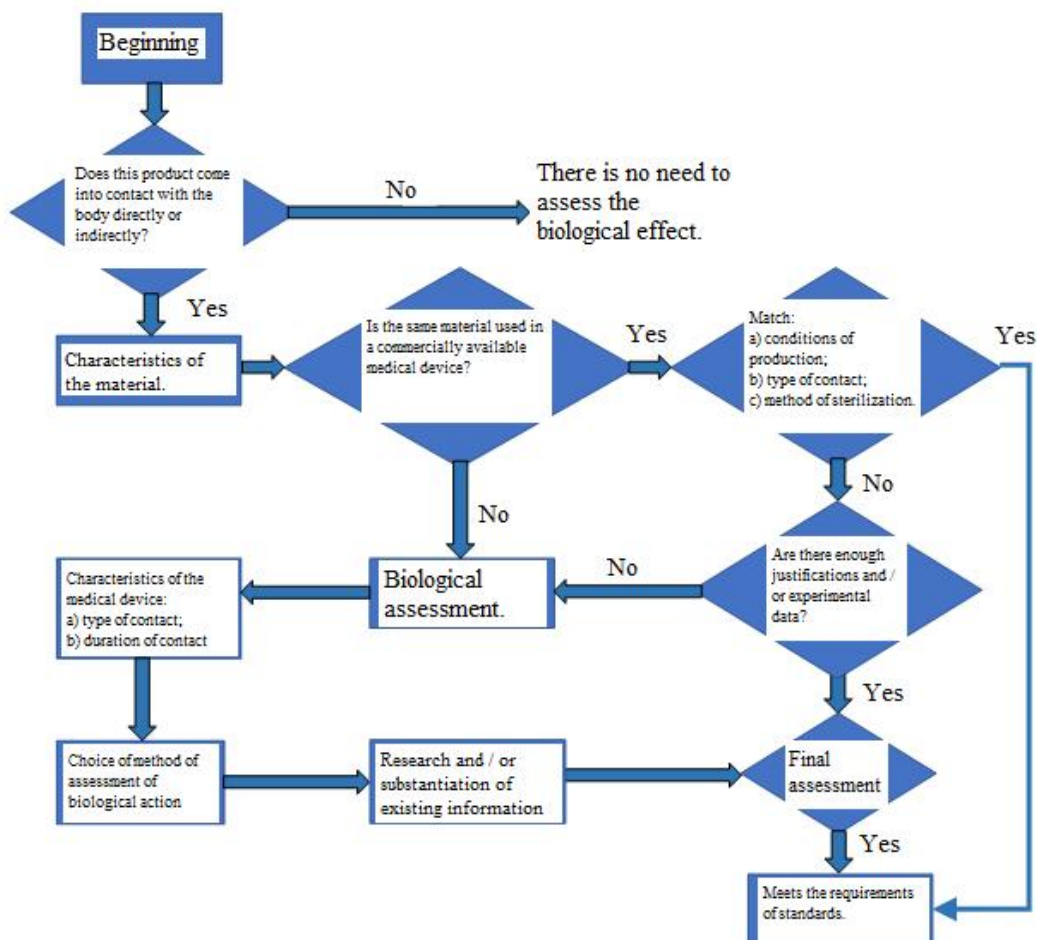 Beginning
Does this product come
into contact with the
body directly or
indirectly?
No
There is no need to
assess the
biological effect.
Yes
Characteristics of
the material.
Is the same material used in
a commercially available
medical device?
Yes
Match:
a) conditions of
production;
b) type of contact;
c) method of sterilization.
Yes
No
No
Are there enough
justifications and /
or experimental
data?
No
Biological
assessment.
Characteristics of the
medical device:
a) type of contact;
b) duration of contact
Yes
Choice of method of
assessment of
biological action
Research and / or
substantiation of
existing information
Final
assessment
Yes
Meets the requirements
of standards.